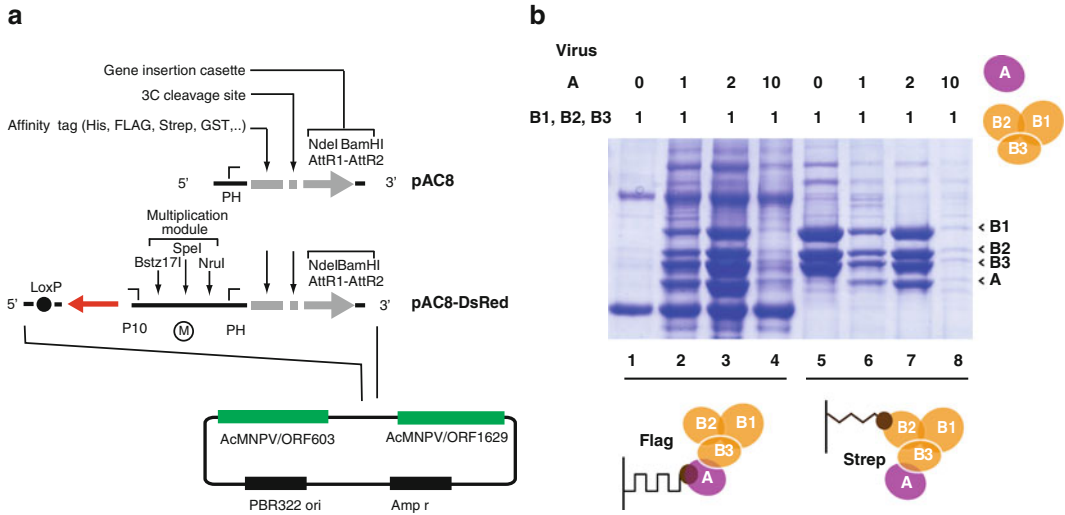 a
Gene insertion casette
3C cleavage site
Affinity tag (His, FLAG, Strep, GST,..)
NdeI BamHI
AttR1-AttR2
5’
3’
pAC8
PH
Multiplication
module
SpeI
Bstz17I
NruI
NdeIBamHI
AttR1-AttR2
LoxP
5’
3’
pAC8-DsRed
P10
M
PH
AcMNPV/ORF603
AcMNPV/ORF1629
PBR322 ori
Amp r
b
Virus
A 0 1 2 10 0 1 2 10
B1, B2, B3 1 1 1 1 1 1 1 1
A
B2 B1
B3
< B1
< B2
< B3
< A
1 2 3 4 5 6 7 8
Flag
B2 B1
B3
A
Strep
B2 B1
B3
A